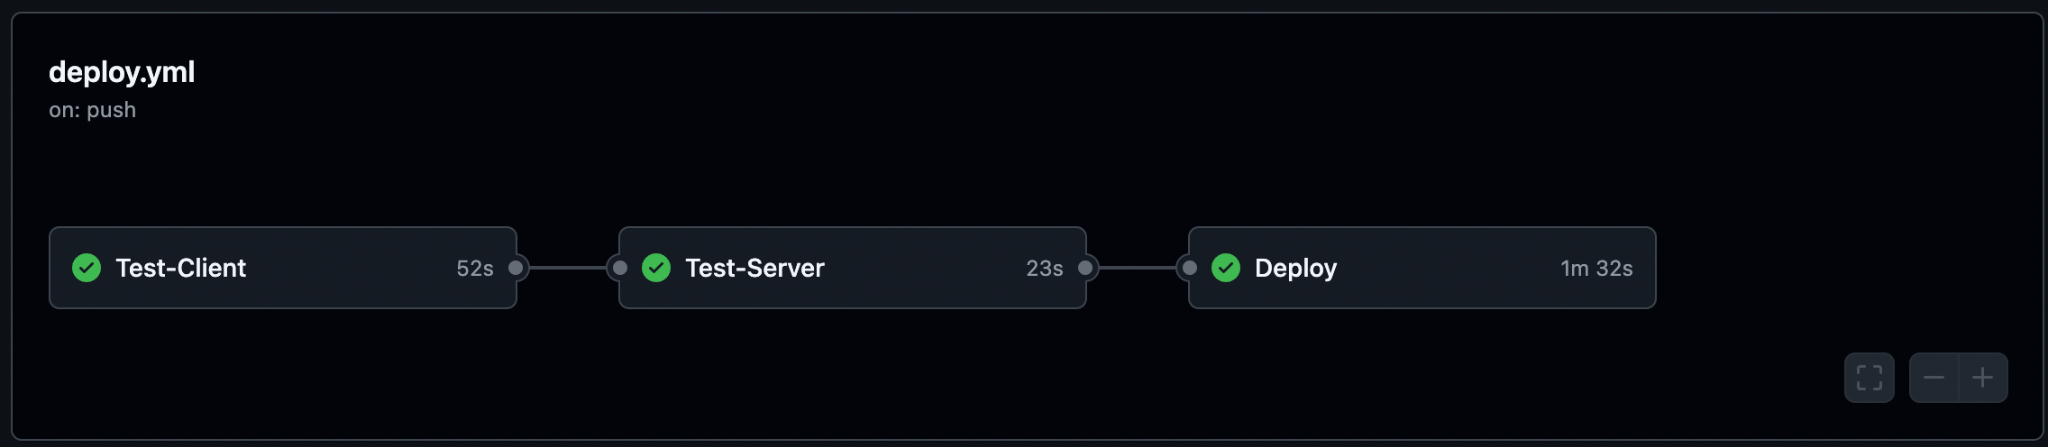 deploy.yml
on: push
Test-Client 52s
Test-Server 23s
Deploy 1m 32s